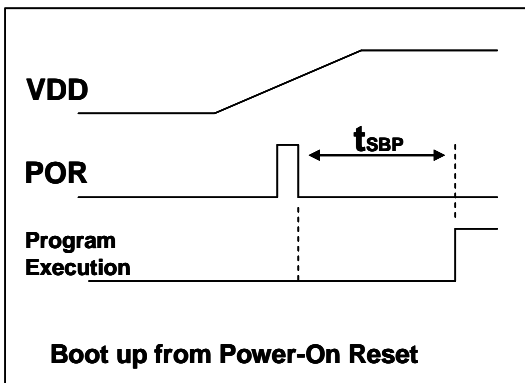 VDD
tSBP
POR
Program
Execution
Boot up from Power-On Reset